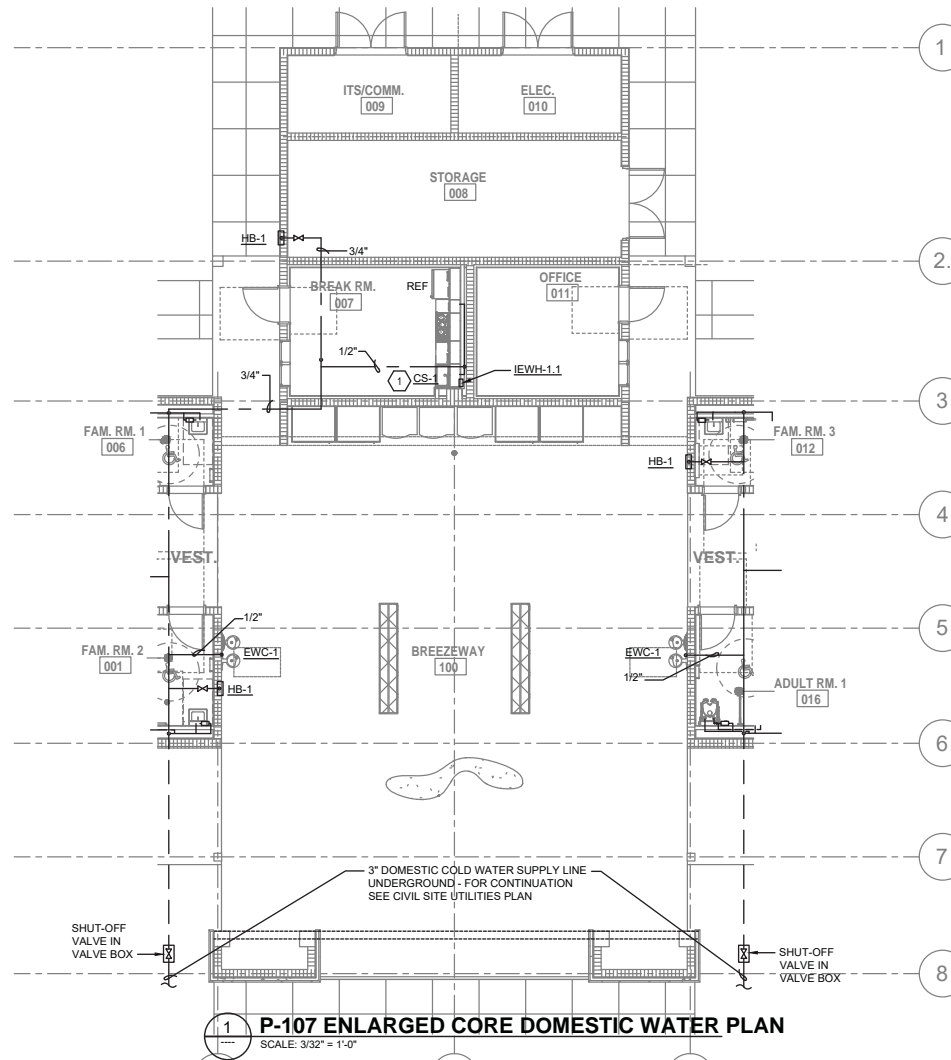 1
ITS/COMM.
009
ELEC.
010
STORAGE
008
HB-1
3/4"
2
BREAK RM.
007
REF
OFFICE
011
1/2"
1
CS-1
IEWH-1.1
3/4"
3
FAM. RM. 1
006
FAM. RM. 3
012
HB-1
4
VEST.
VEST.
1/2"
5
FAM. RM. 2
001
EWC-1
BREEZEWAY
100
EWC-1
1/2"
HB-1
ADULT RM. 1
016
6
7
3" DOMESTIC COLD WATER SUPPLY LINE
UNDERGROUND - FOR CONTINUATION
SEE CIVIL SITE UTILITIES PLAN
SHUT-OFF
VALVE IN
VALVE BOX
SHUT-OFF
VALVE IN
VALVE BOX
8
1
----
P-107 ENLARGED CORE DOMESTIC WATER PLAN
SCALE: 3/32" = 1'-0"